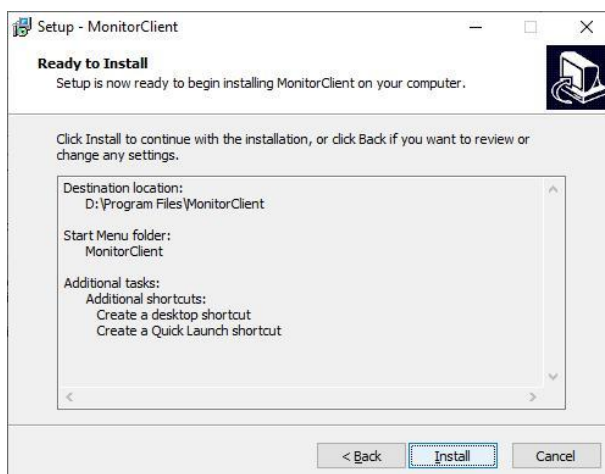 Setup - MonitorClient
Ready to Install
Setup is now ready to begin installing MonitorClient on your computer.
Click Install to continue with the installation, or click Back if you want to review or
change any settings.
Destination location:
D:\Program Files\MonitorClient
Start Menu folder:
MonitorClient
Additional tasks:
Additional shortcuts:
Create a desktop shortcut
Create a Quick Launch shortcut
< Back
Install
Cancel